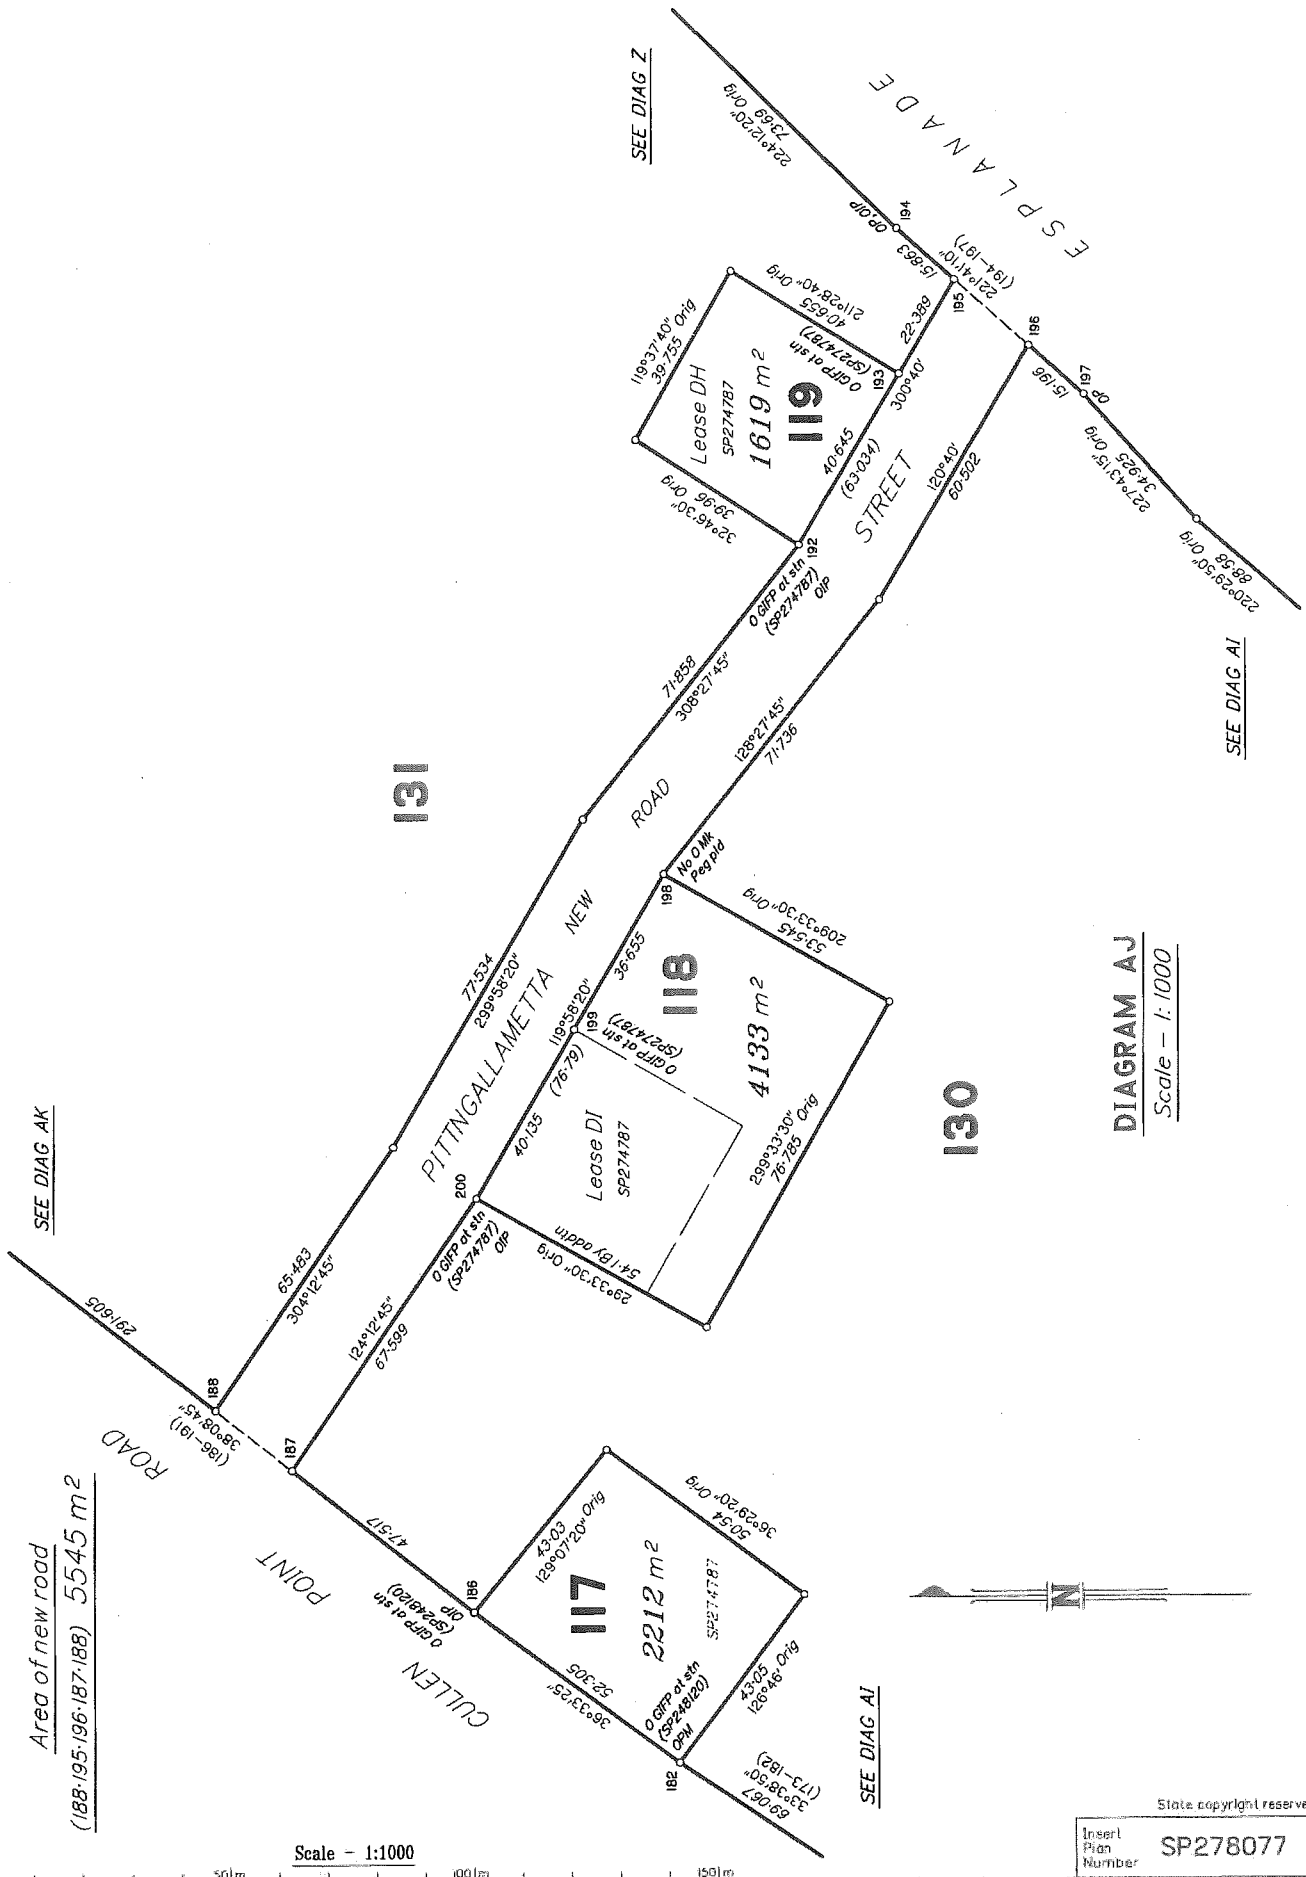 SEE DIAG Z
ESPLANADE
224°12'20"
73·69 Orig
OP,OIP
194
15·863
221°41'10"
(194-197)
195
22·389
196
15·196
197
OP
227°43'15" Orig
34·925
220°29'50" Orig
88·58
SEE DIAG AI
119°37'40" Orig
39·755
40·655
211°28'40" Orig
Lease DH
SP274787
1619 m²
119
O GIFP at stn
(SP274787)
193
300°40'
40·645
(63·034)
32°46'30"
39·96 Orig
192
O GIFP at stn
(SP274787)
OIP
STREET
120°40'
60·502
71·858
308°27'45"
128°27'45"
71·736
131
ROAD
NEW
PITTNGALLAMETTA
77·534
299°58'20"
No O Mk
Peg pld
198
36·655
209°33'30" Orig
53·545
118
4133 m²
119°58'20"
199
O GIFP at stn
(SP274787)
(76·79)
40·135
Lease DI
SP274787
299°33'30"
76·785 Orig
200
O GIFP at stn
(SP274787)
OIP
54·1 By addtn
29°33'30" Orig
130
DIAGRAM AJ
Scale – 1:1000
SEE DIAG AK
291·605
65·483
304°12'45"
188
38°08'45"
(186-191)
187
124°12'45"
67·599
ROAD
POINT
CULLEN
Area of new road
(188·195·196·187·188) 5545 m²
47·517
186
O GIFP at stn
(SP248120)
OIP
43·03
129°07'20" Orig
117
2212 m²
SP274787
50·54
36°29'20" Orig
52·305
36°33'25"
O GIFP at stn
(SP248120)
OPM
182
43·05
126°46' Orig
69·067
33°38'50"
(173-182)
SEE DIAG AI
N
Scale - 1:1000
50|m
100|m
150|m
State copyright reserve
Insert
Plan
Number
SP278077